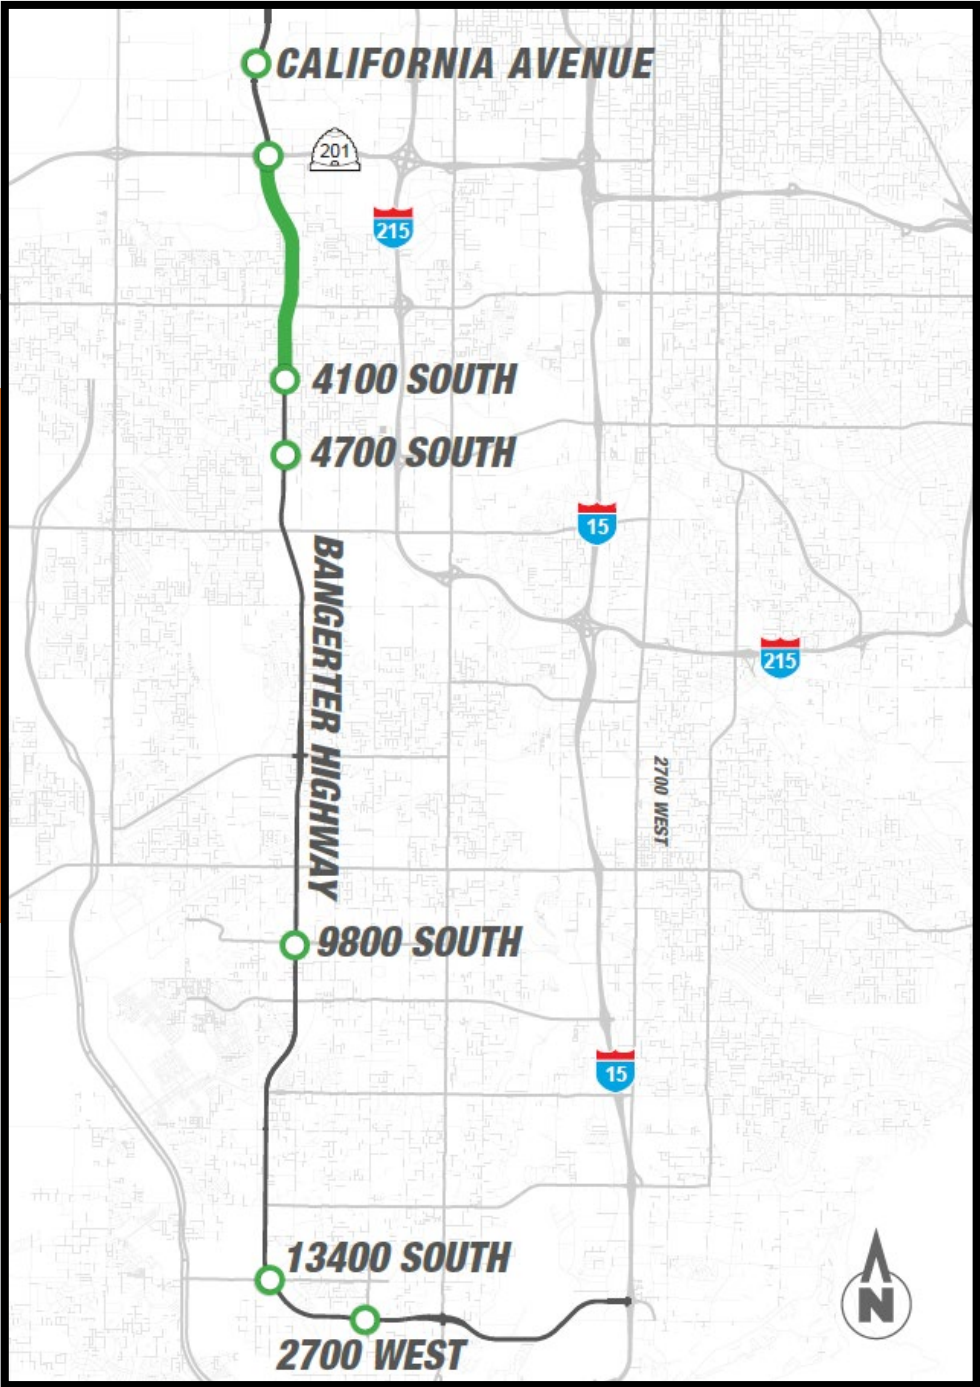 CALIFORNIA AVENUE
201
215
4100 SOUTH
4700 SOUTH
15
BANGERTER HIGHWAY
215
2700 WEST
9800 SOUTH
15
13400 SOUTH
2700 WEST
N